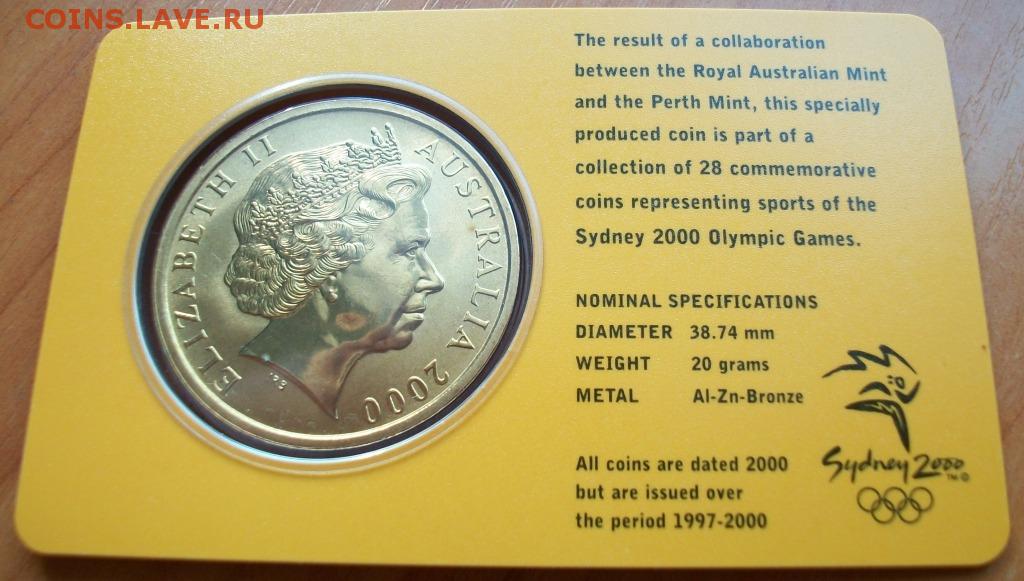 COINS.LAVE.RU
ELIZABETH II
AUSTRALIA 2000
The result of a collaboration
between the Royal Australian Mint
and the Perth Mint, this specially
produced coin is part of a
collection of 28 commemorative
coins representing sports of the
Sydney 2000 Olympic Games.
NOMINAL SPECIFICATIONS
DIAMETER 38.74 mm
WEIGHT 20 grams
METAL Al-Zn-Bronze
All coins are dated 2000
but are issued over
the period 1997-2000
Sydney 2000